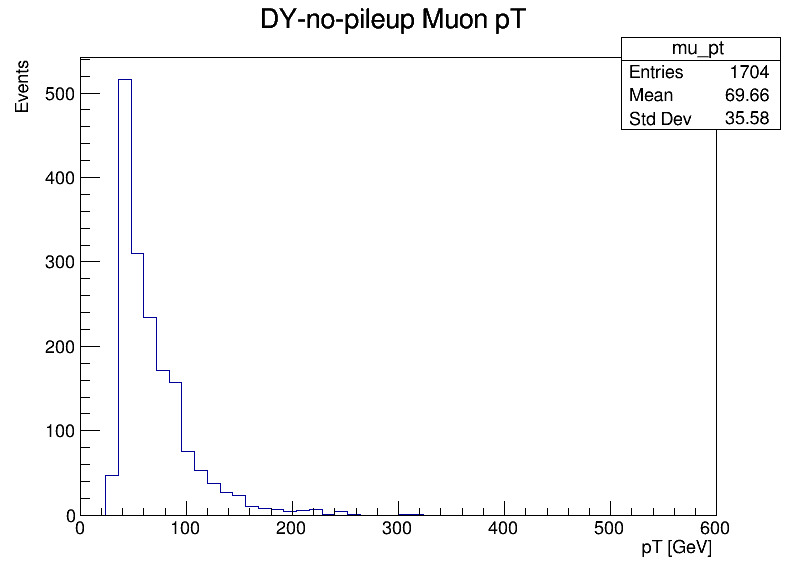 DY-no-pileup Muon pT
mu_pt
Entries 1704
Mean 69.66
Std Dev 35.58
Events
500
400
300
200
100
0
0 100 200 300 400 500 600
pT [GeV]